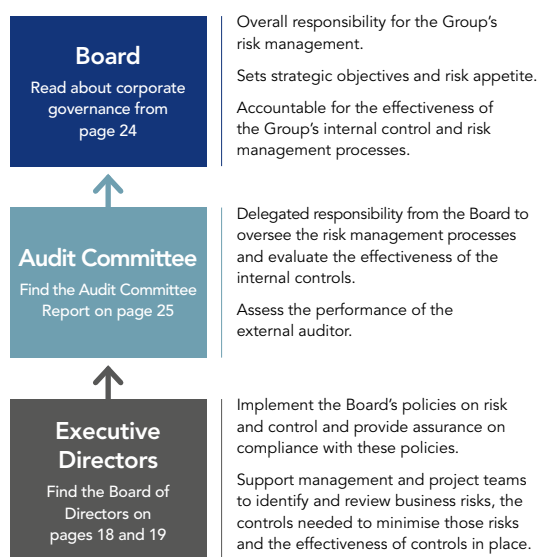 Board
Read about corporate
governance from
page 24
Overall responsibility for the Group's
risk management.
Sets strategic objectives and risk appetite.
Accountable for the effectiveness of
the Group's internal control and risk
management processes.
Audit Committee
Find the Audit Committee
Report on page 25
Delegated responsibility from the Board to
oversee the risk management processes
and evaluate the effectiveness of the
internal controls.
Assess the performance of the
external auditor.
Executive
Directors
Find the Board of
Directors on
pages 18 and 19
Implement the Board's policies on risk
and control and provide assurance on
compliance with these policies.
Support management and project teams
to identify and review business risks, the
controls needed to minimise those risks
and the effectiveness of controls in place.